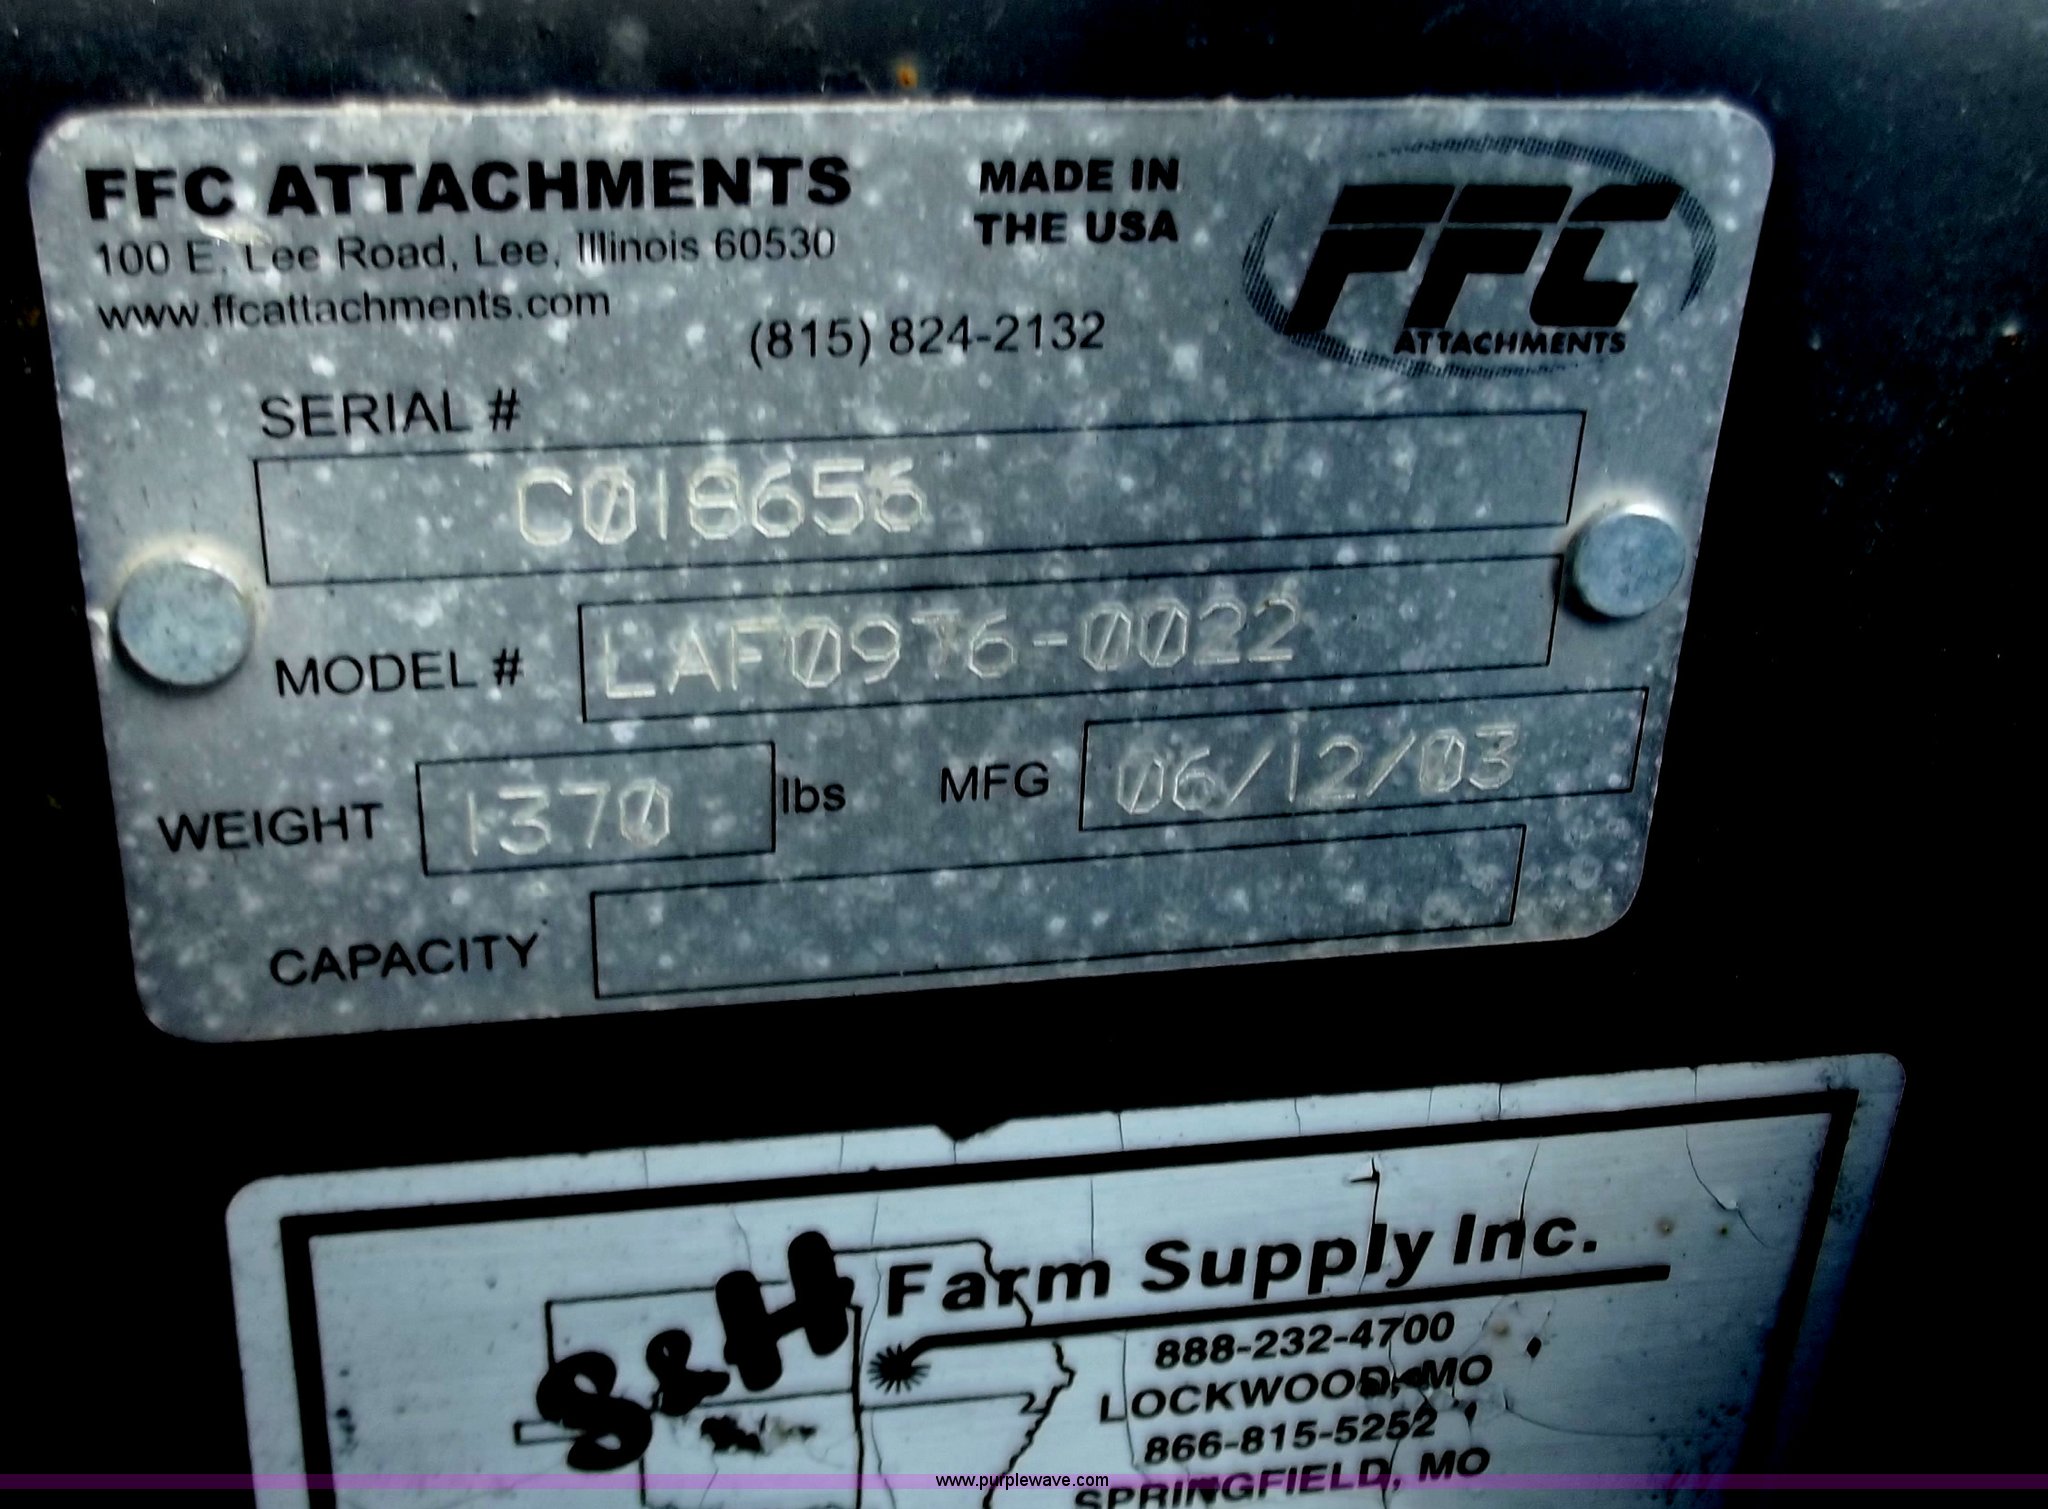 FFC ATTACHMENTS
100 E. Lee Road, Lee, Illinois 60530
www.ffcattachments.com
MADE IN
THE USA
(815) 824-2132
FFC
ATTACHMENTS
SERIAL #
C018656
MODEL #
LAF0976-0022
WEIGHT 1370 lbs MFG 06/12/03
CAPACITY
S&H Farm Supply Inc.
888-232-4700
LOCKWOOD, MO
866-815-5252
SPRINGFIELD, MO
www.purplewave.com